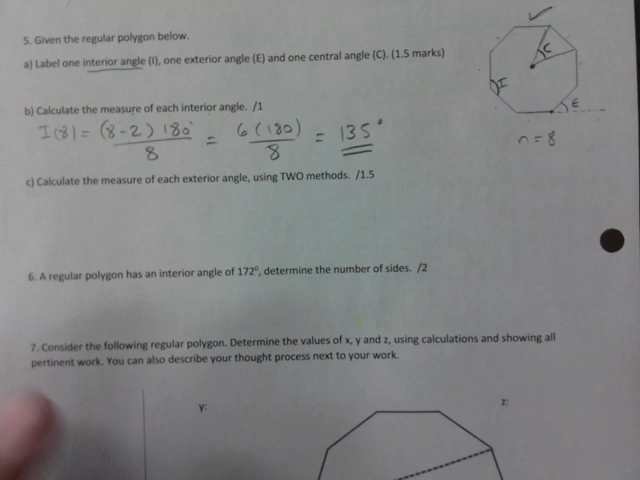 5. Given the regular polygon below.
a) Label one interior angle (I), one exterior angle (E) and one central angle (C). (1.5 marks)
C
I
E
n = 8
b) Calculate the measure of each interior angle. /1
I(8) = (8-2) 180° / 8 = 6(180) / 8 = 135°
c) Calculate the measure of each exterior angle, using TWO methods. /1.5
6. A regular polygon has an interior angle of 172⁰, determine the number of sides. /2
7. Consider the following regular polygon. Determine the values of x, y and z, using calculations and showing all
pertinent work. You can also describe your thought process next to your work.
y:
z: